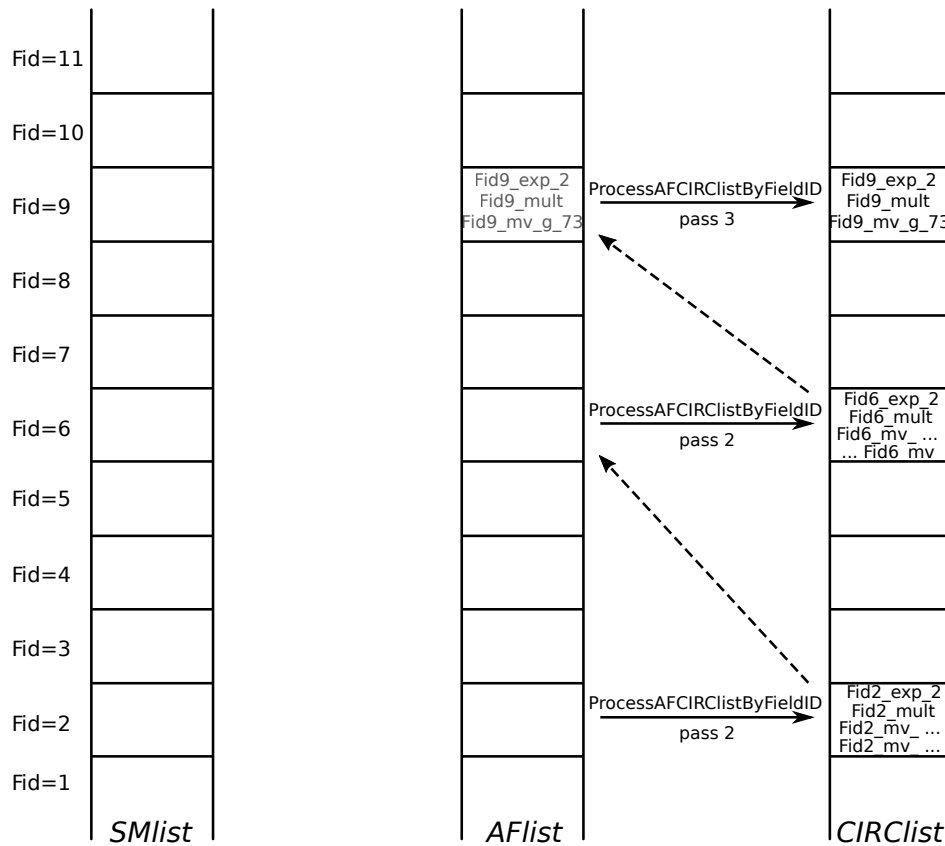 Fid=11
Fid=10
Fid=9
Fid9_exp_2
Fid9_mult
Fid9_mv_g_73
ProcessAFCIRClistByFieldID
pass 3
Fid9_exp_2
Fid9_mult
Fid9_mv_g_73
Fid=8
Fid=7
Fid=6
ProcessAFCIRClistByFieldID
pass 2
Fid6_exp_2
Fid6_mult
Fid6_mv_ ...
... Fid6_mv
Fid=5
Fid=4
Fid=3
Fid=2
ProcessAFCIRClistByFieldID
pass 2
Fid2_exp_2
Fid2_mult
Fid2_mv_ ...
Fid2_mv_ ...
Fid=1
SMlist
AFlist
CIRClist